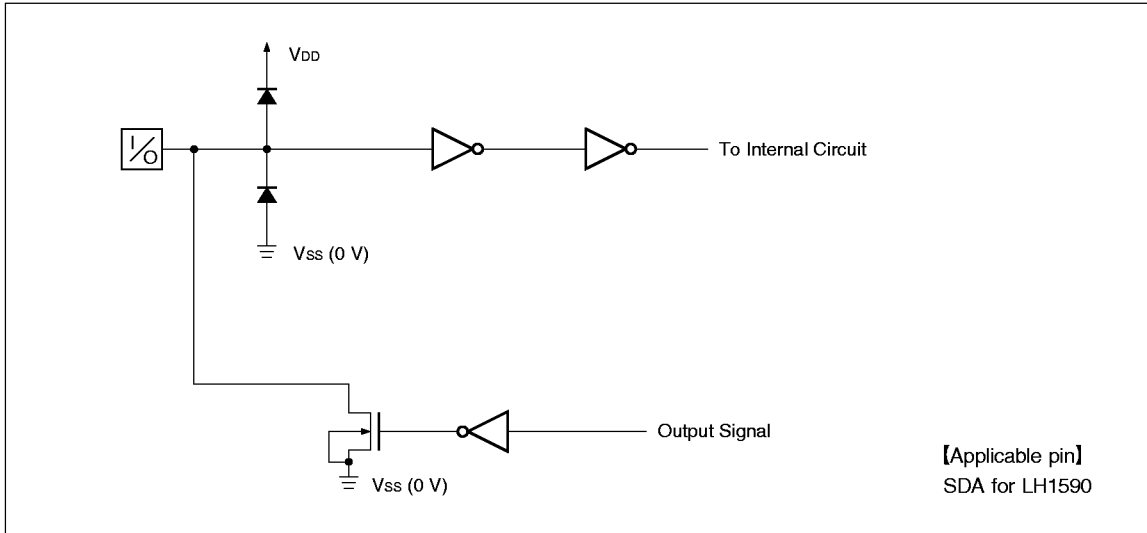 VDD
I/O
To Internal Circuit
VSS (0 V)
Output Signal
VSS (0 V)
【Applicable pin】
SDA for LH1590